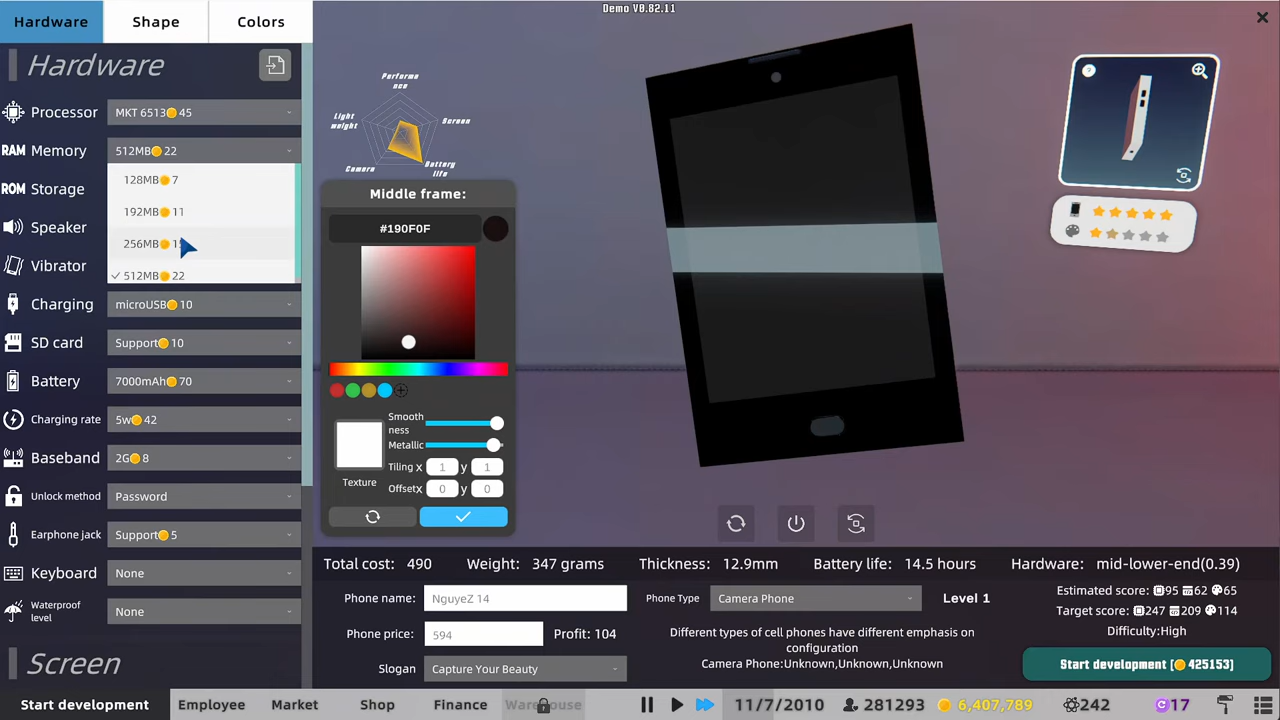 Demo V0.82.11
Hardware
Shape
Colors
Hardware
Processor
MKT 6513 45
RAM Memory
512MB 22
128MB 7
192MB 11
256MB
512MB 22
ROM Storage
Speaker
Vibrator
Charging
microUSB 10
SD card
Support 10
Battery
7000mAh 70
Charging rate
5w 42
Baseband
2G 8
Unlock method
Password
Earphone jack
Support 5
Keyboard
None
Waterproof
level
None
Screen
Performa
nce
Light
weight
Screen
Camera
Battery
life
Middle frame:
#190F0F
Smooth
ness
Metallic
Tiling x 1 y 1
Offsetx 0 y 0
Texture
Total cost: 490
Weight: 347 grams
Thickness: 12.9mm
Battery life: 14.5 hours
Hardware: mid-lower-end(0.39)
Phone name:
NguyeZ 14
Phone Type
Camera Phone
Level 1
Phone price:
594
Profit: 104
Slogan
Capture Your Beauty
Different types of cell phones have different emphasis on
configuration
Camera Phone:Unknown,Unknown,Unknown
Estimated score: 95 62 65
Target score: 247 209 114
Difficulty:High
Start development [ 425153]
Start development
Employee
Market
Shop
Finance
Warehouse
11/7/2010
281293
6,407,789
242
17